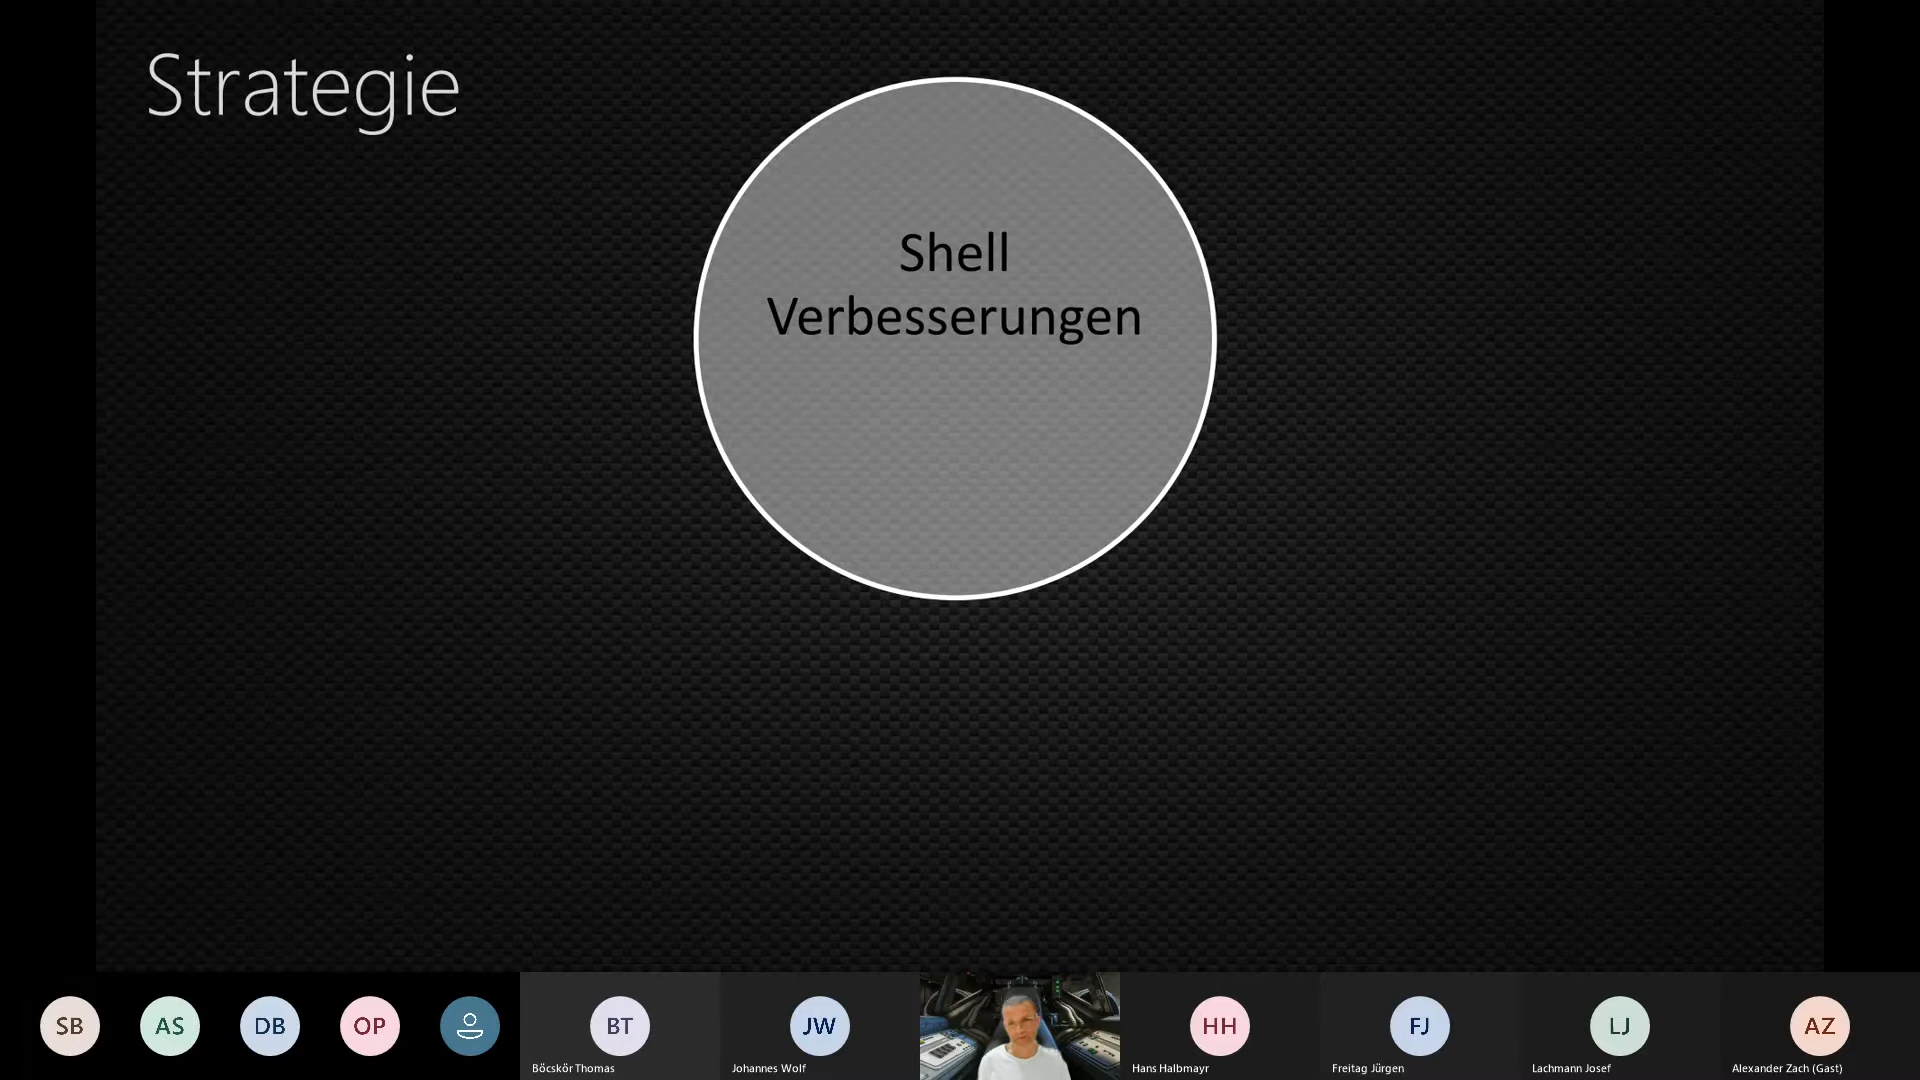 Strategie
Shell
Verbesserungen
SB
AS
DB
OP
BT
JW
HH
FJ
LJ
AZ
Böcskör Thomas
Johannes Wolf
Hans Halbmayr
Freitag Jürgen
Lachmann Josef
Alexander Zach (Gast)